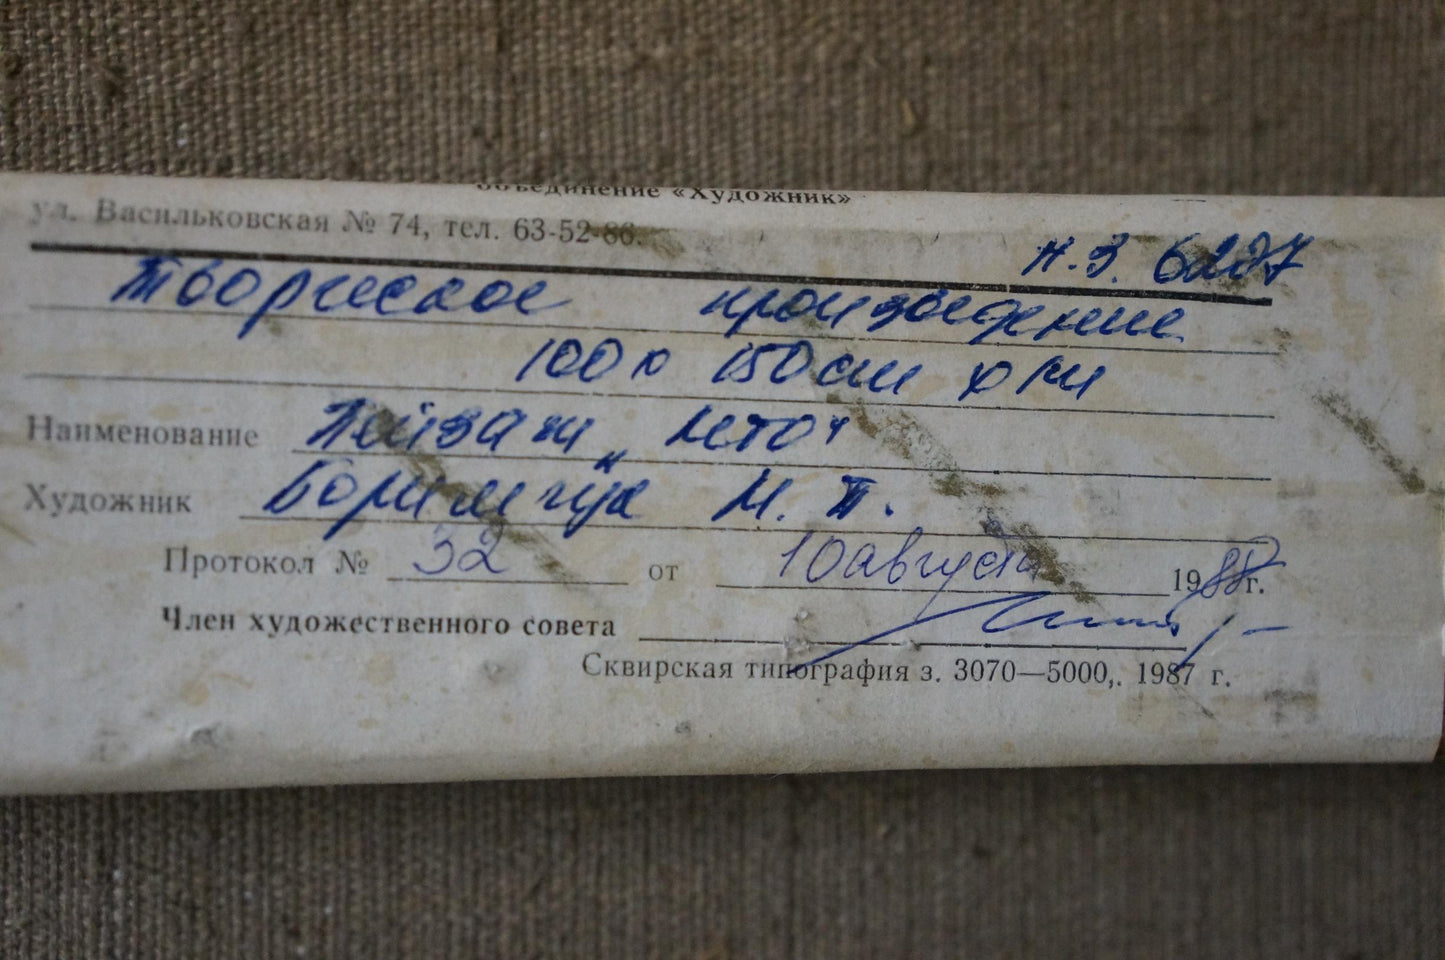 объединение «Художник»
ул. Васильковская № 74, тел. 63-52-86.
н.з. 6287
Творческое произведение
100 х 150 см х/м
Наименование Пейзаж „Лето"
Художник М. П.
Протокол № 32 от 10 августа 1988 г.
Член художественного совета
Сквирская типография з. 3070—5000,. 1987 г.